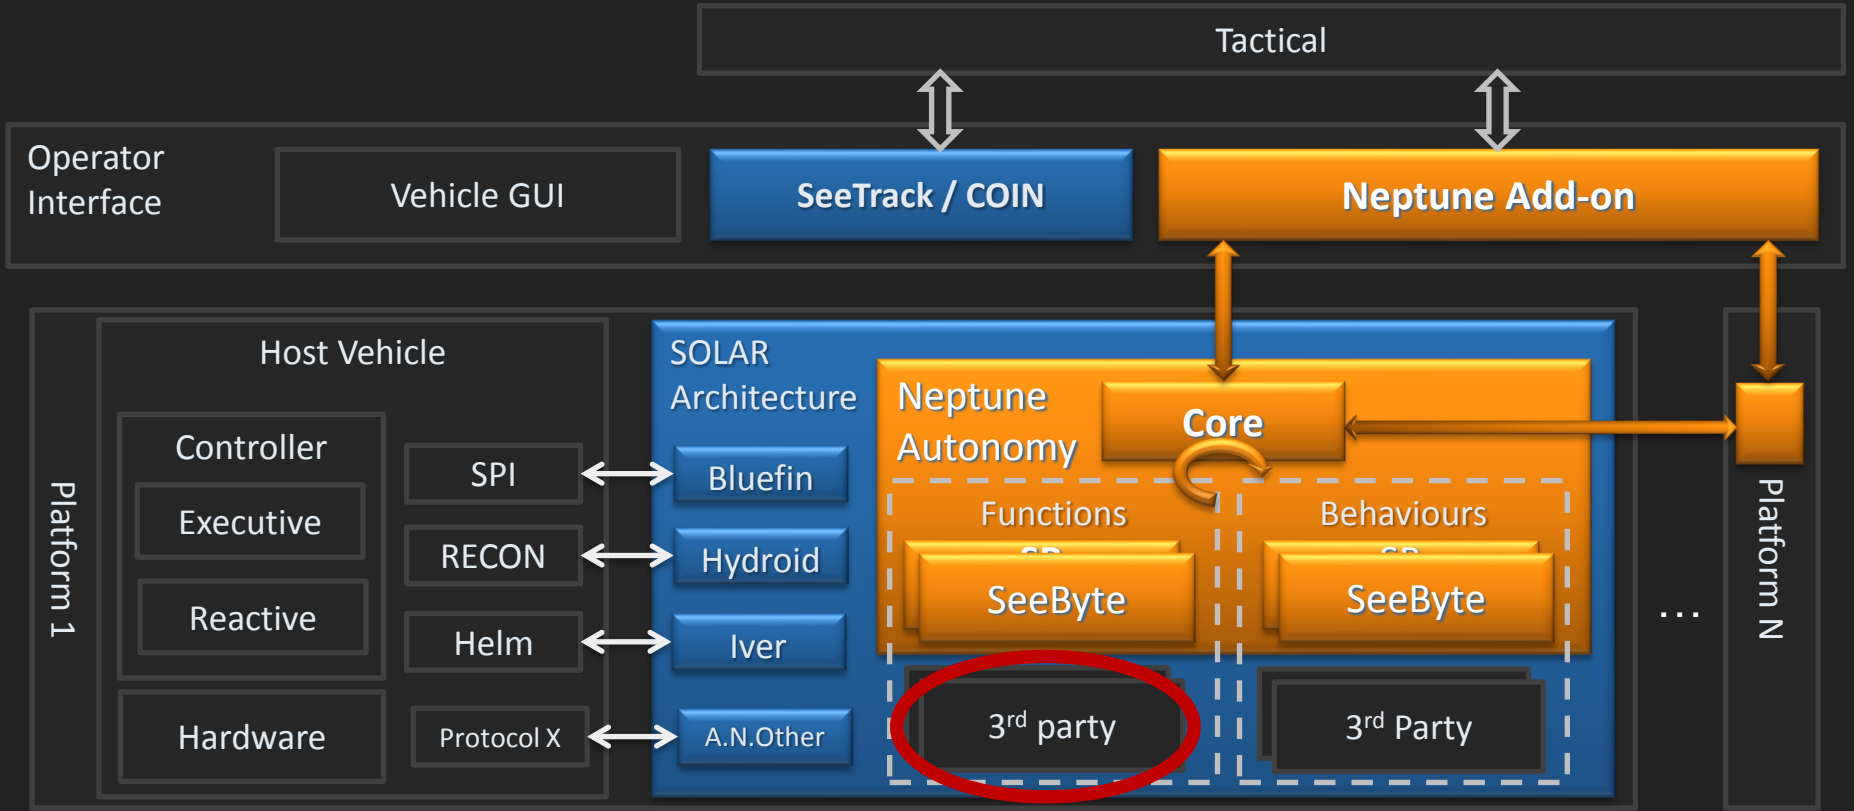 Tactical
Operator
Interface
Vehicle GUI
SeeTrack / COIN
Neptune Add-on
Platform 1
Host Vehicle
Controller
Executive
Reactive
Hardware
SPI
RECON
Helm
Protocol X
SOLAR
Architecture
Bluefin
Hydroid
Iver
A.N.Other
Neptune
Autonomy
Core
Functions
SeeByte
3rd party
Behaviours
SeeByte
3rd Party
...
Platform N